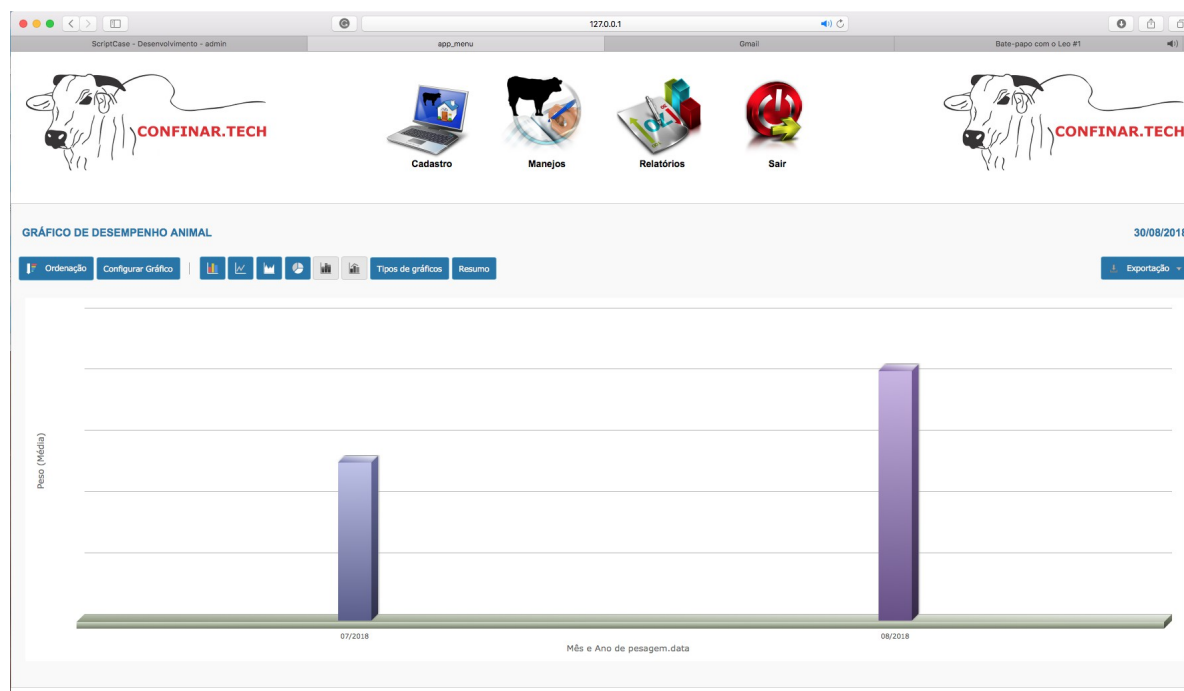 127.0.0.1
ScriptCase - Desenvolvimento - admin
app_menu
Gmail
Bate-papo com o Leo #1
CONFINAR.TECH
Cadastro
Manejos
Relatórios
Sair
CONFINAR.TECH
GRÁFICO DE DESEMPENHO ANIMAL
30/08/2018
Ordenação
Configurar Gráfico
Tipos de gráficos
Resumo
Exportação
Peso (Média)
07/2018
08/2018
Mês e Ano de pesagem.data